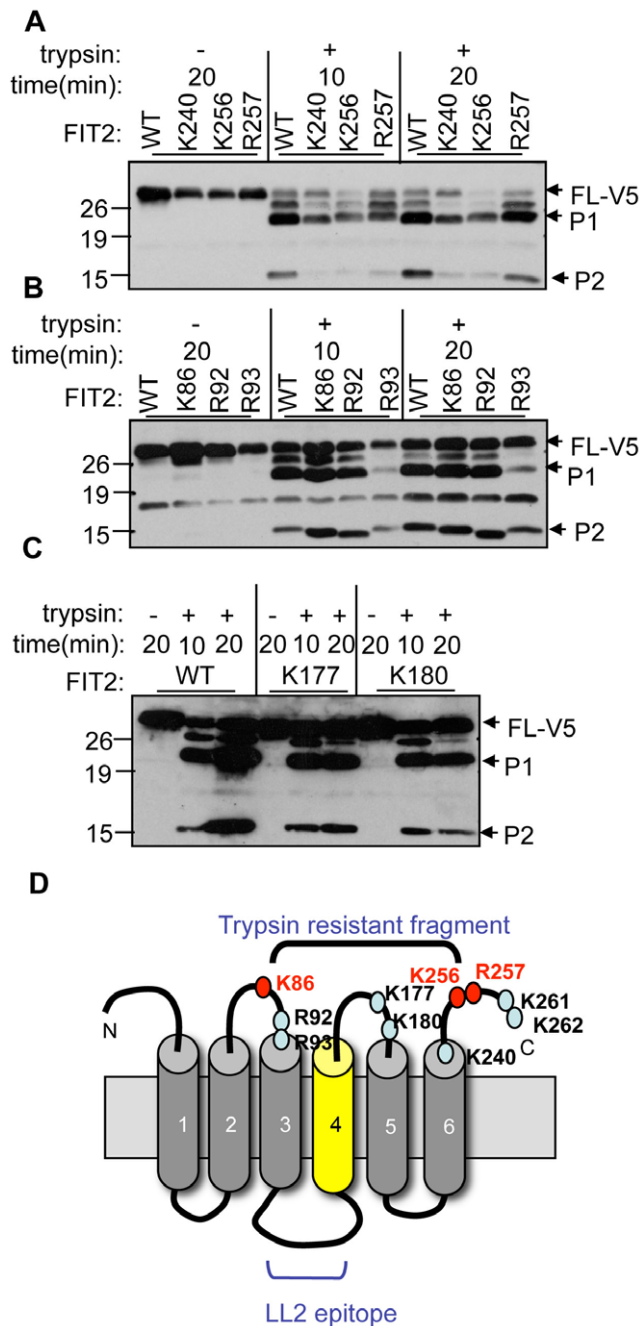 A
trypsin: - + +
time(min): 20 10 20
FIT2: WT K240 K256 R257 WT K240 K256 R257 WT K240 K256 R257
FL-V5
26
P1
19
15
P2
B
trypsin: - + +
time(min): 20 10 20
FIT2: WT K86 R92 R93 WT K86 R92 R93 WT K86 R92 R93
FL-V5
26
P1
19
15
P2
C
trypsin: - + + - + + - + +
time(min): 20 10 20 20 10 20 20 10 20
FIT2: WT K177 K180
FL-V5
26
P1
19
15
P2
D
Trypsin resistant fragment
K86 K256 R257
K177 K261
R92 K180 K262
N R93 K240 C
1 2 3 4 5 6
LL2 epitope